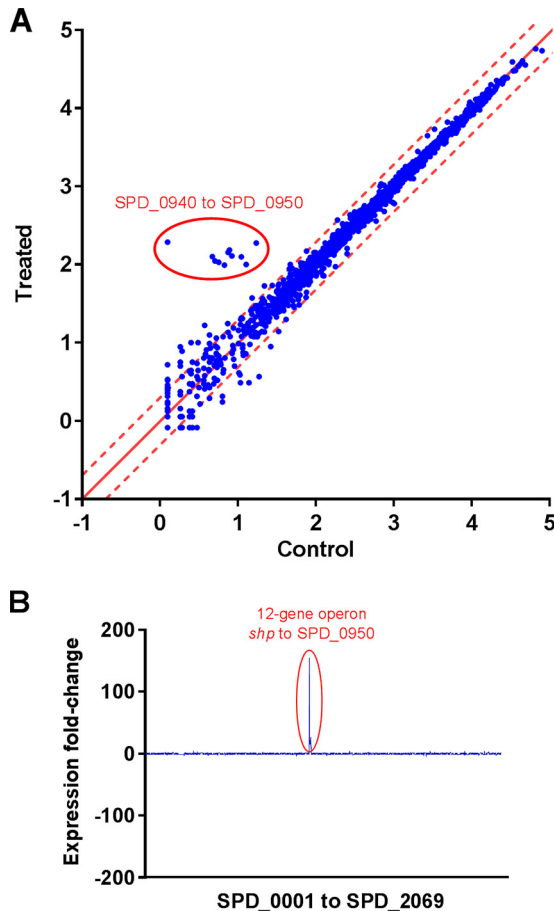 A
5
4
3
2
1
0
-1
Treated
SPD_0940 to SPD_0950
-1 0 1 2 3 4 5
Control
B
200
100
0
-100
-200
Expression fold-change
12-gene operon
shp to SPD_0950
SPD_0001 to SPD_2069